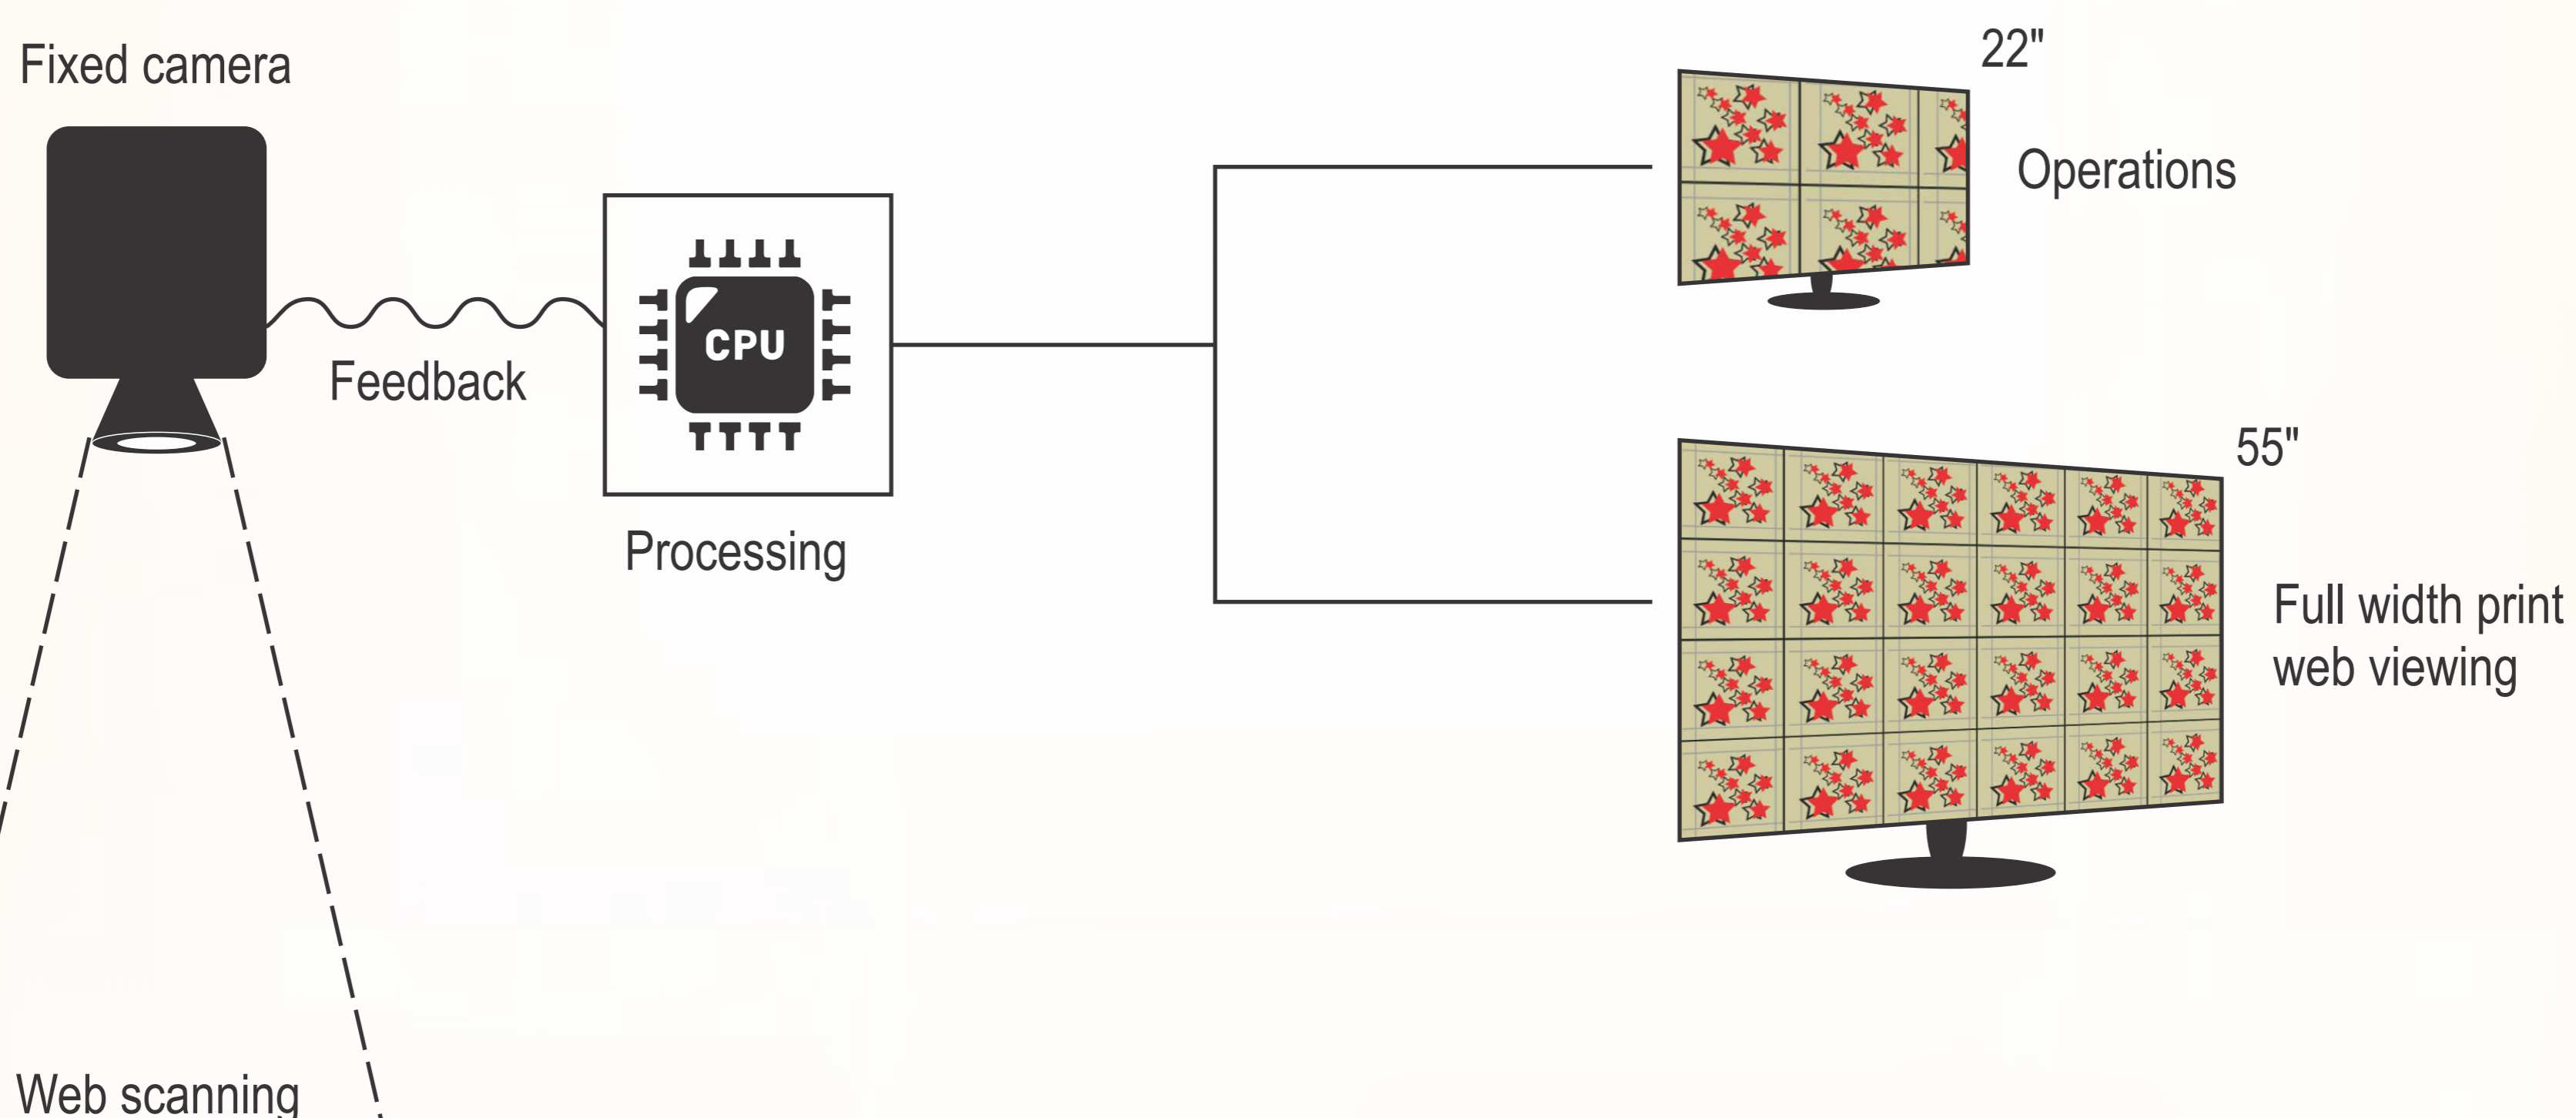 Fixed camera
22"
Operations
Feedback
CPU
Processing
55"
Full width print
web viewing
Web scanning